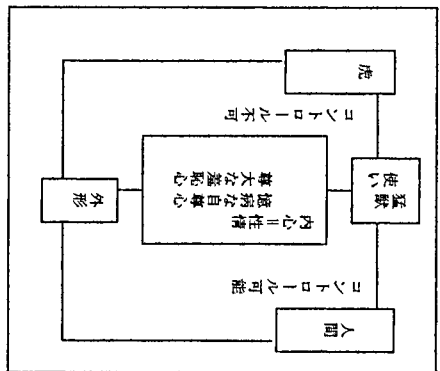 人間
コントロール可能
猛獣
使い
内心＝性情
臆病な自尊心
尊大な羞恥心
外形
コントロール不可
虎